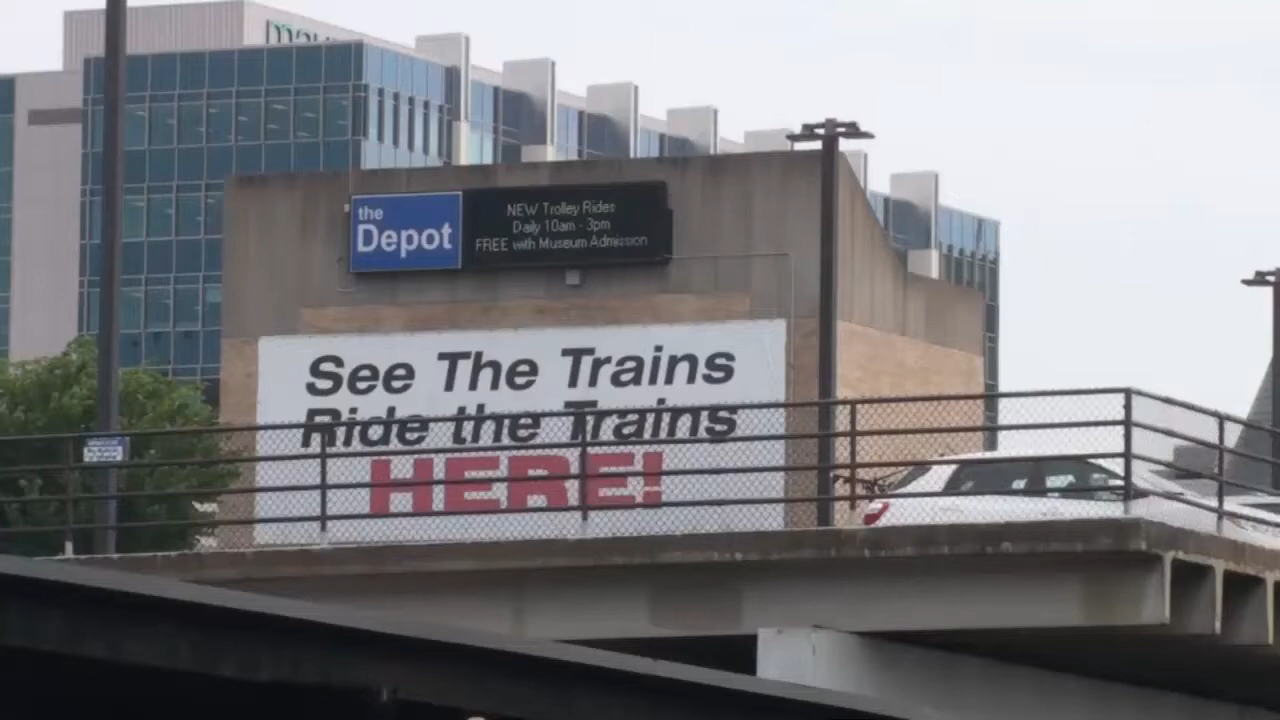 the
Depot
NEW Trolley Rides
Daily 10am - 3pm
FREE with Museum Admission
See The Trains
Ride the Trains
HERE!